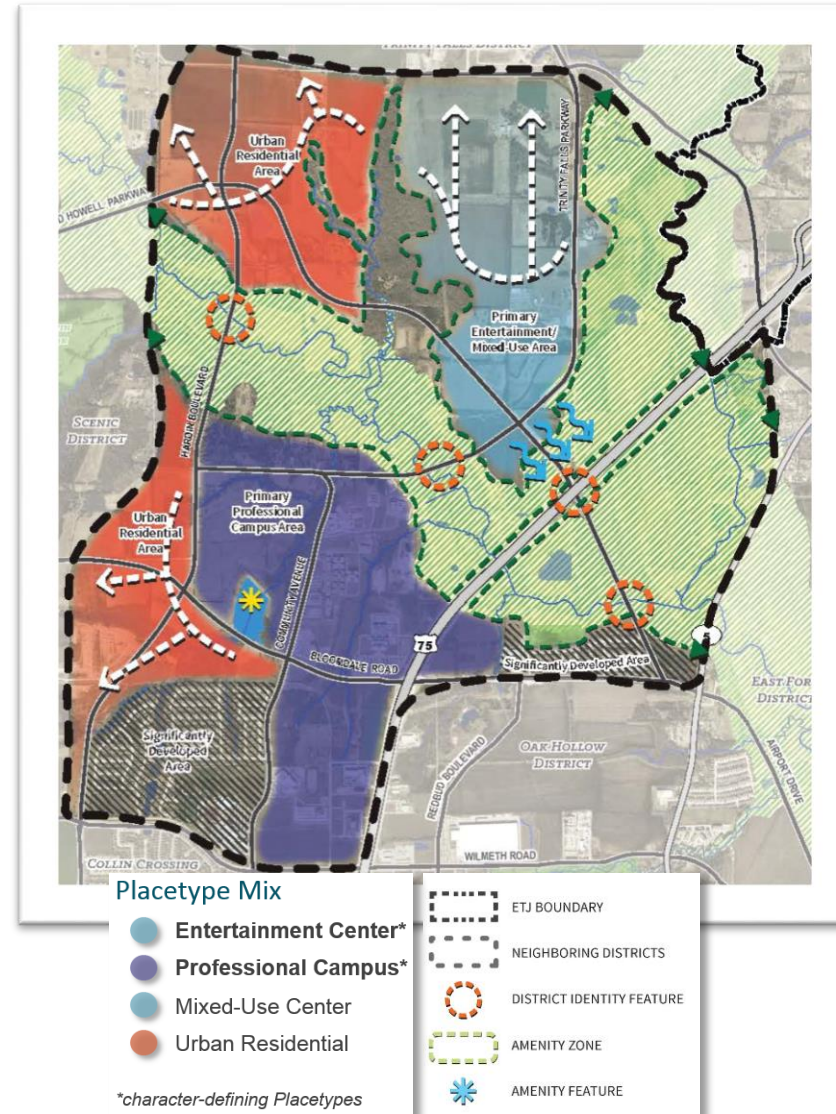 TRINITY FALLS DISTRICT
Urban
Residential
Area
TRINITY FALLS PARKWAY
D HOWELL PARKWAY
Primary
Entertainment/
Mixed-Use Area
HARDIN BOULEVARD
SCENIC
DISTRICT
Primary
Professional
Campus Area
Urban
Residential
Area
COMMUNITY AVENUE
75
BLOOMDALE ROAD
5
Significantly Developed Area
EAST FOR
DISTRIC
Significantly
Developed
Area
REDBUD BOULEVARD
OAK HOLLOW
DISTRICT
AIRPORT DRIVE
WILMETH ROAD
COLLIN CROSSING
Placetype Mix
Entertainment Center*
Professional Campus*
Mixed-Use Center
Urban Residential
*character-defining Placetypes
ETJ BOUNDARY
NEIGHBORING DISTRICTS
DISTRICT IDENTITY FEATURE
AMENITY ZONE
AMENITY FEATURE